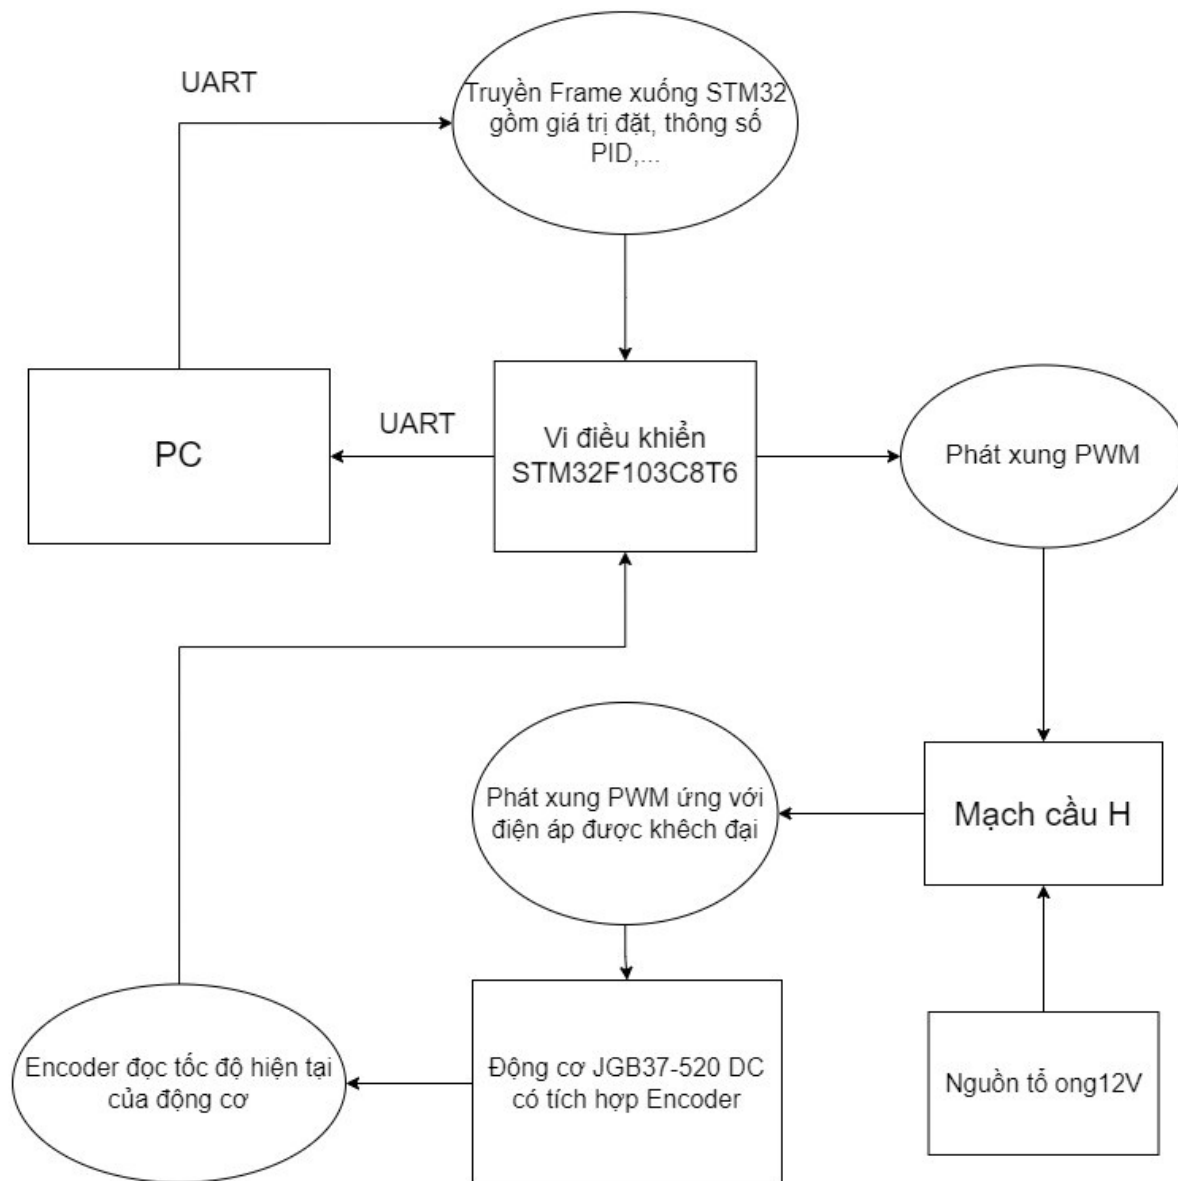 UART
Truyền Frame xuống STM32
gồm giá trị đặt, thông số
PID,...
PC
UART
Vi điều khiển
STM32F103C8T6
Phát xung PWM
Phát xung PWM ứng với
điện áp được khêch đại
Mạch cầu H
Encoder đọc tốc độ hiện tại
của động cơ
Động cơ JGB37-520 DC
có tích hợp Encoder
Nguồn tổ ong12V